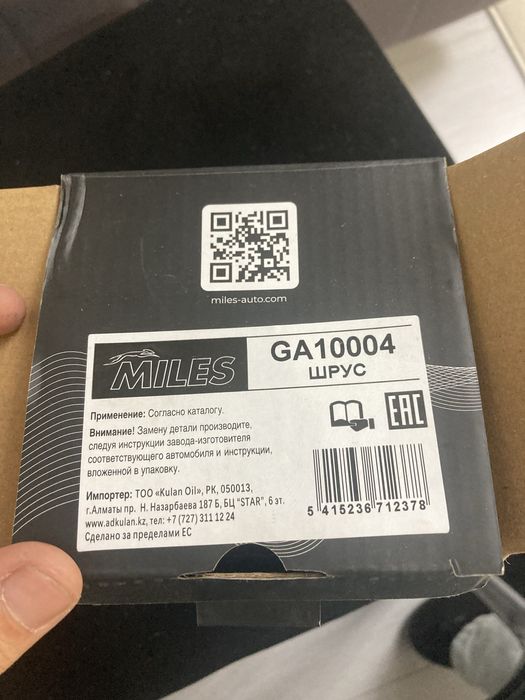 miles-auto.com
MILES
GA10004
ШРУС
Применение: Согласно каталогу.
Внимание! Замену детали производите,
следуя инструкции завода-изготовителя
соответствующего автомобиля и инструкции,
вложенной в упаковку.
Импортер: ТОО «Kulan Oil», РК, 050013,
г.Алматы пр. Н. Назарбаева 187 Б, БЦ "STAR", 6 эт.
www.adkulan.kz, тел: +7 (727) 311 12 24
Сделано за пределами ЕС
EAC
5 415236 712378